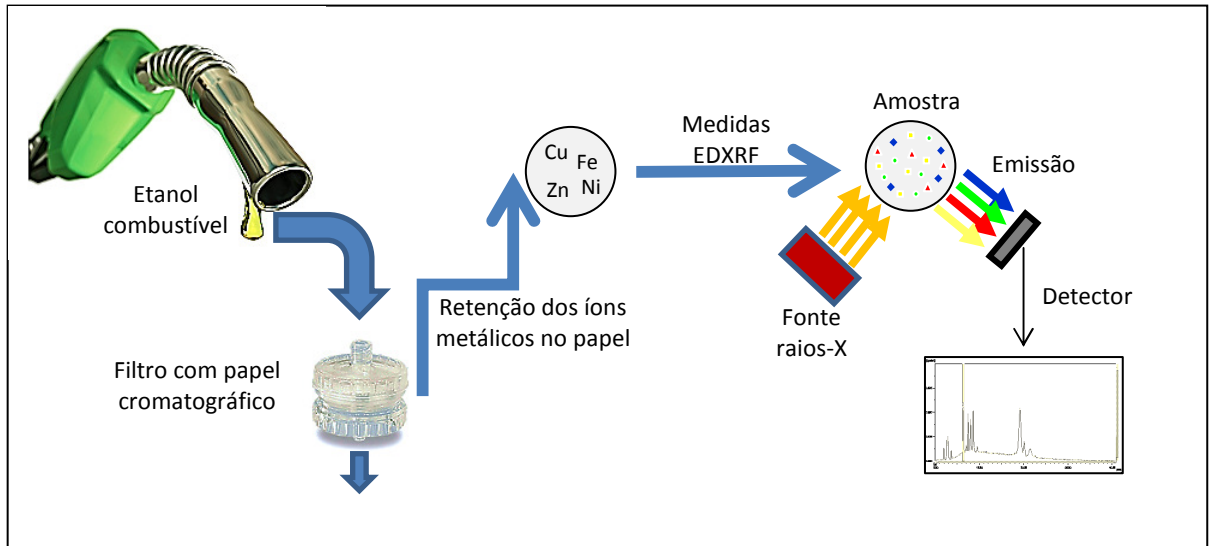 Etanol
combustível
Filtro com papel
cromatográfico
Retenção dos íons
metálicos no papel
Cu
Fe
Zn
Ni
Medidas
EDXRF
Amostra
Emissão
Fonte
raios-X
Detector